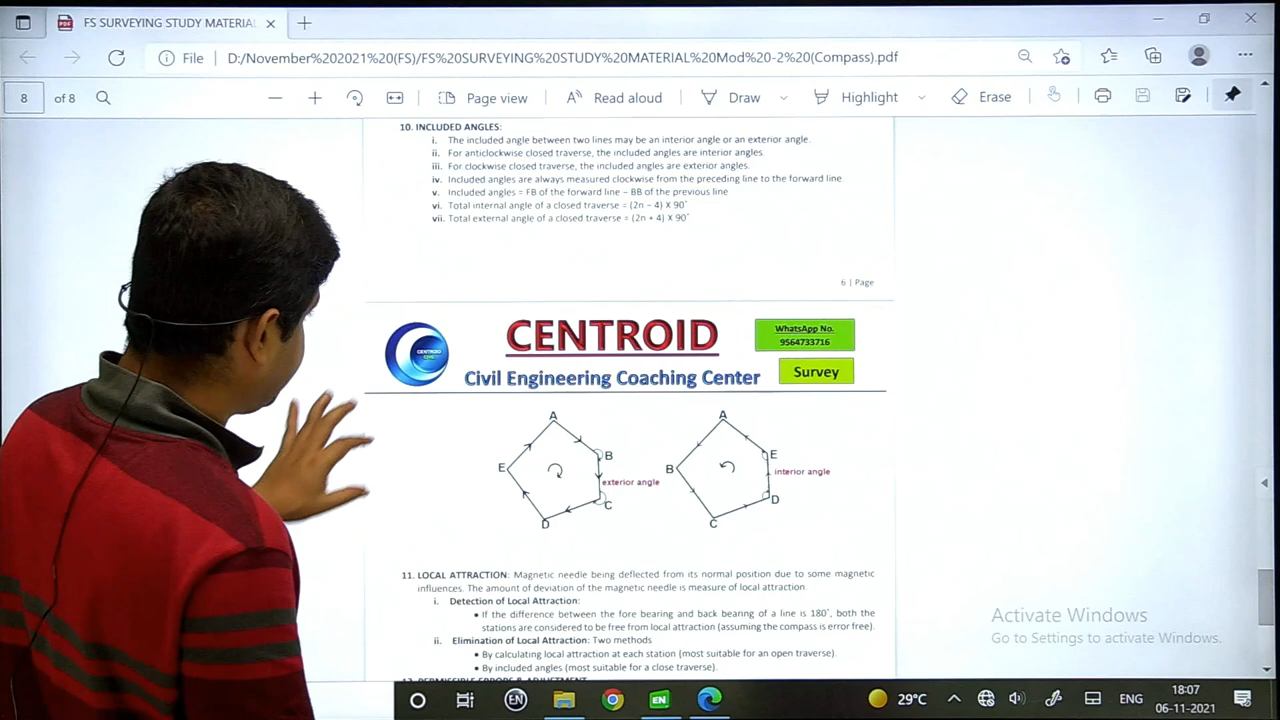 FS SURVEYING STUDY MATERIAL
File D:/November%202021%20(FS)/FS%20SURVEYING%20STUDY%20MATERIAL%20Mod%20-2%20(Compass).pdf
8 of 8 Page view Read aloud Draw Highlight Erase
10. INCLUDED ANGLES:
i. The included angle between two lines may be an interior angle or an exterior angle.
ii. For anticlockwise closed traverse, the included angles are interior angles.
iii. For clockwise closed traverse, the included angles are exterior angles.
iv. Included angles are always measured clockwise from the preceding line to the forward line.
v. Included angles = FB of the forward line – BB of the previous line
vi. Total internal angle of a closed traverse = (2n – 4) X 90°
vii. Total external angle of a closed traverse = (2n + 4) X 90°
6 | Page
CENTROID
CIVIL
CENTROID
Civil Engineering Coaching Center
WhatsApp No.
9564733716
Survey
A
B
exterior angle
C
D
E
A
E
interior angle
D
C
B
11. LOCAL ATTRACTION: Magnetic needle being deflected from its normal position due to some magnetic
influences. The amount of deviation of the magnetic needle is measure of local attraction.
i. Detection of Local Attraction:
• If the difference between the fore bearing and back bearing of a line is 180°, both the
stations are considered to be free from local attraction (assuming the compass is error free).
ii. Elimination of Local Attraction: Two methods
• By calculating local attraction at each station (most suitable for an open traverse).
• By included angles (most suitable for a close traverse).
12. PERMISSIBLE ERRORS & ADJUSTMENT
Activate Windows
Go to Settings to activate Windows.
EN
EN
29°C
ENG
18:07
06-11-2021